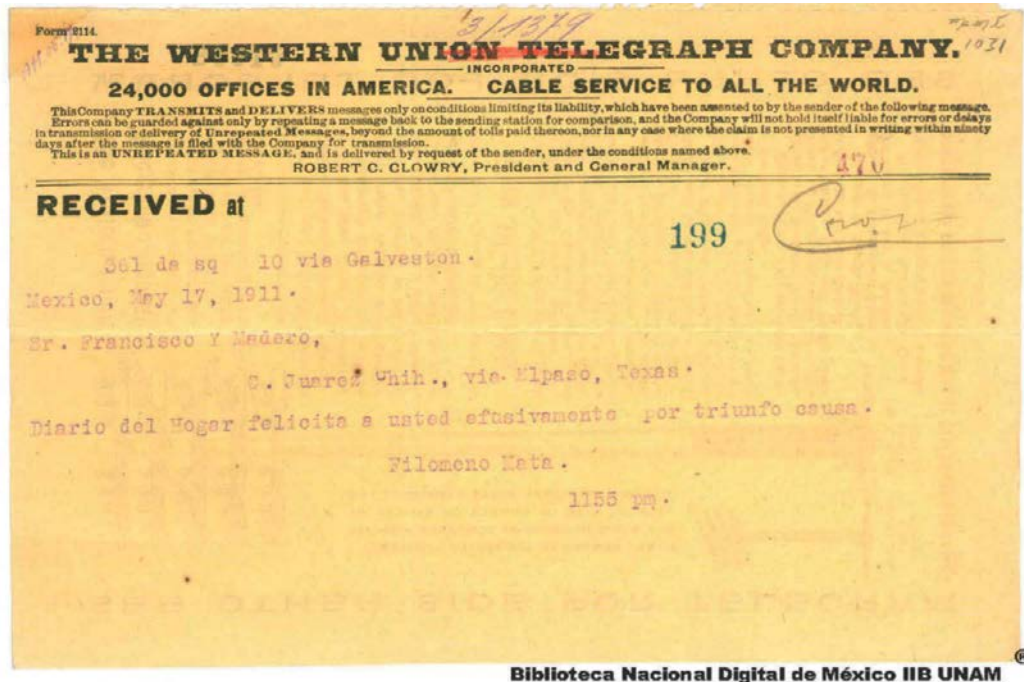 Form 2114.
3/1379
1031
THE WESTERN UNION TELEGRAPH COMPANY.
INCORPORATED
24,000 OFFICES IN AMERICA. CABLE SERVICE TO ALL THE WORLD.
This Company TRANSMITS and DELIVERS messages only on conditions limiting its liability, which have been assented to by the sender of the following message.
Errors can be guarded against only by repeating a message back to the sending station for comparison, and the Company will not hold itself liable for errors or delays
in transmission or delivery of Unrepeated Messages, beyond the amount of tolls paid thereon, nor in any case where the claim is not presented in writing within ninety
days after the message is filed with the Company for transmission.
This is an UNREPEATED MESSAGE, and is delivered by request of the sender, under the conditions named above.
ROBERT C. CLOWRY, President and General Manager.
470
RECEIVED at
199
361 da sq 10 via Galveston.
Mexico, May 17, 1911.
Sr. Francisco Y Madero,
C. Juarez Chih., via. Elpaso, Texas.
Diario del Hogar felicita a usted efusivamente por triunfo causa.
Filomeno Mata.
1155 pm.
Biblioteca Nacional Digital de México IIB UNAM
®